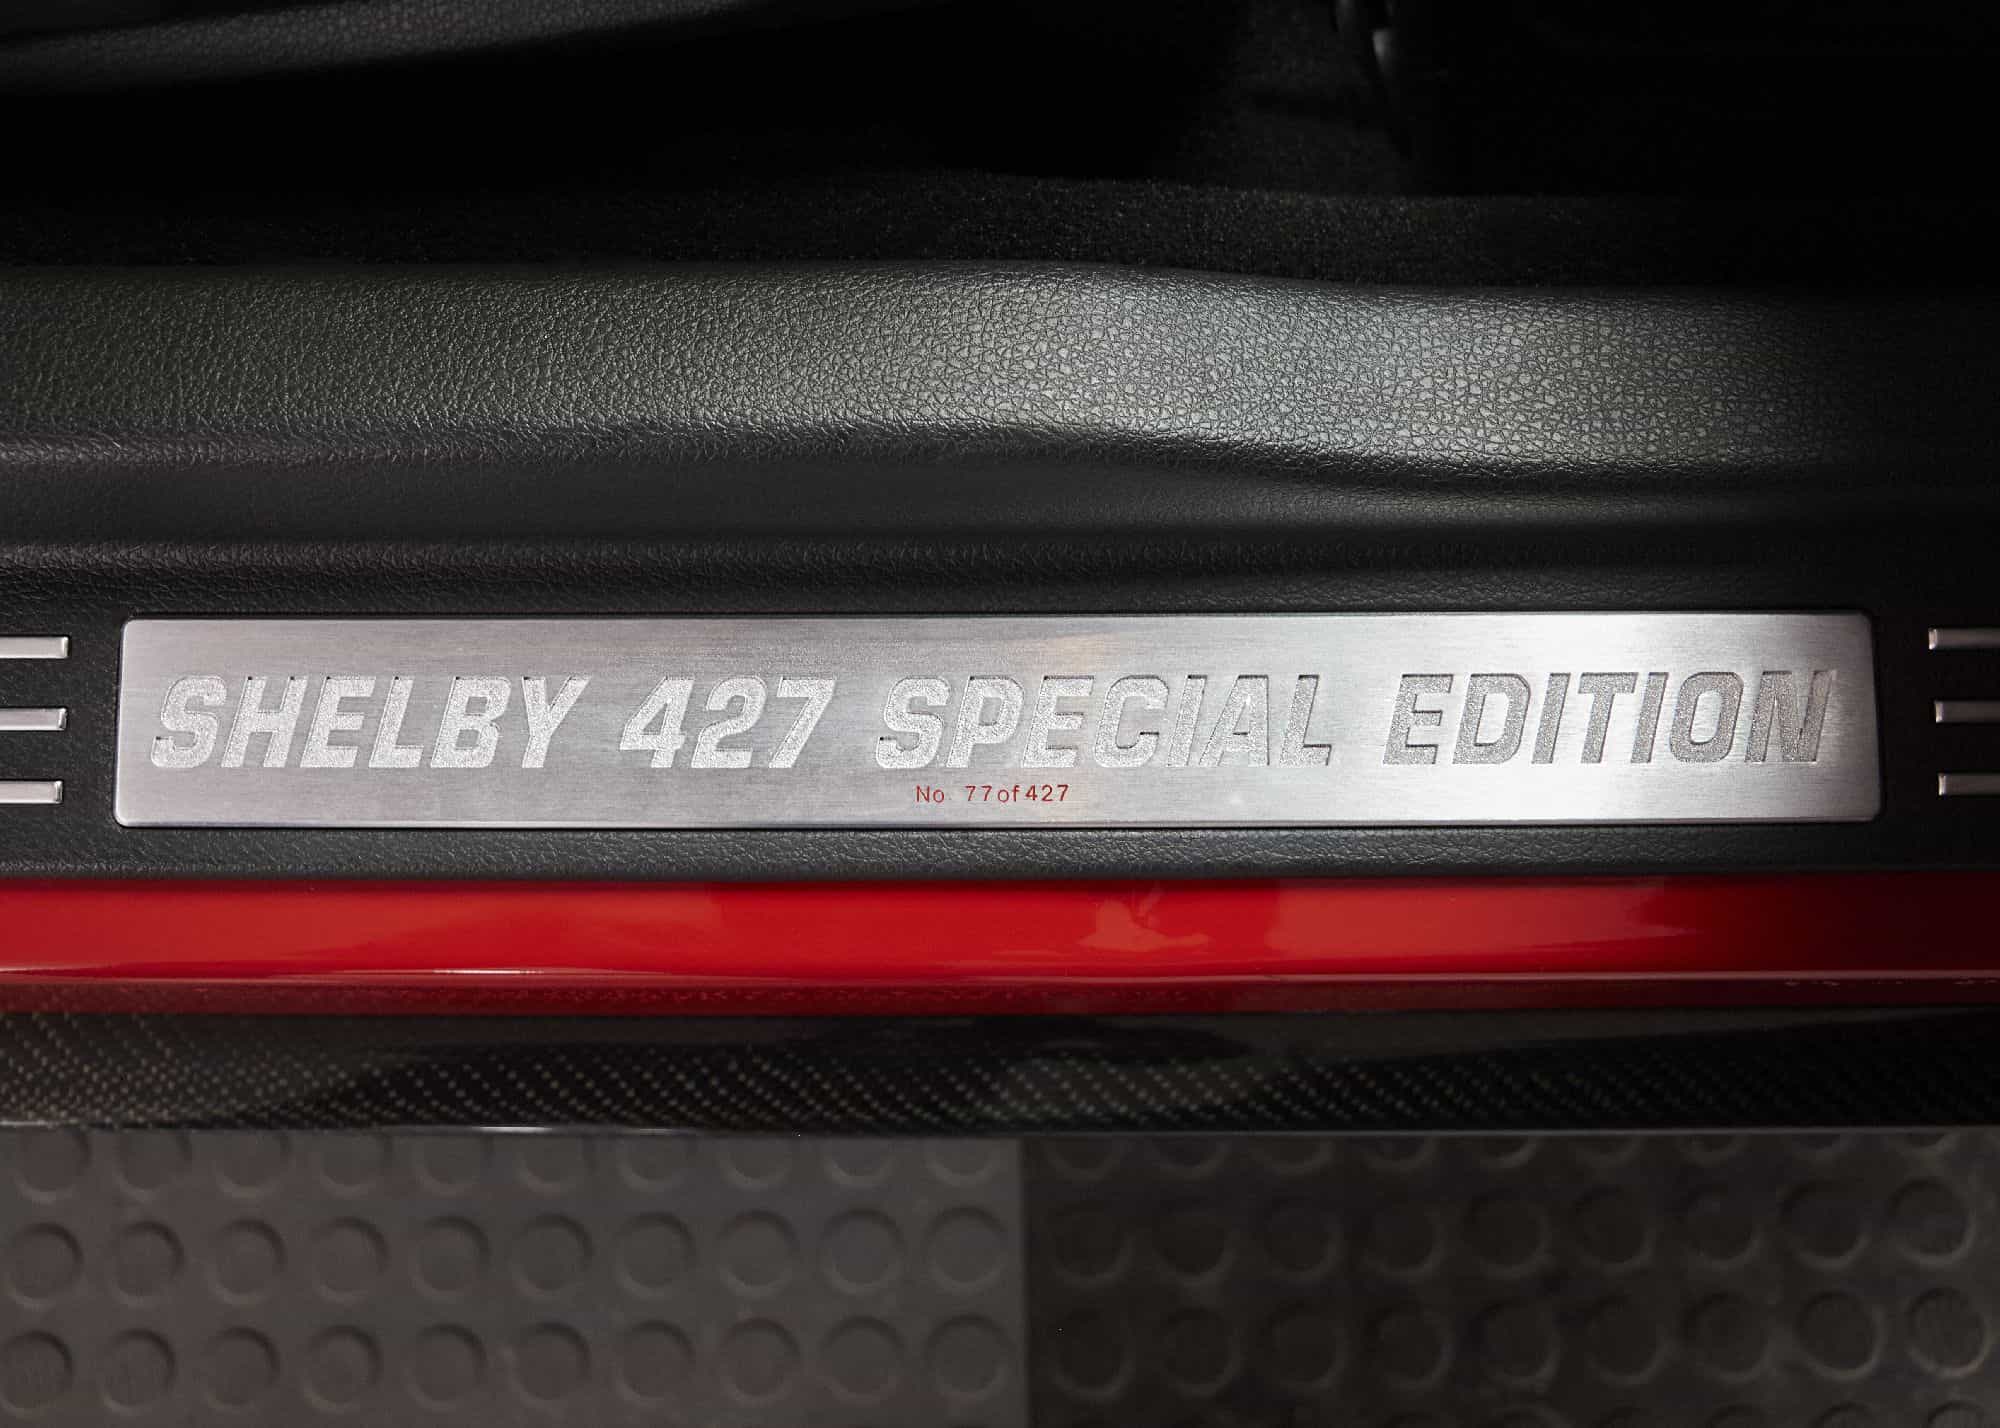 SHELBY 427 SPECIAL EDITION
No. 77of427